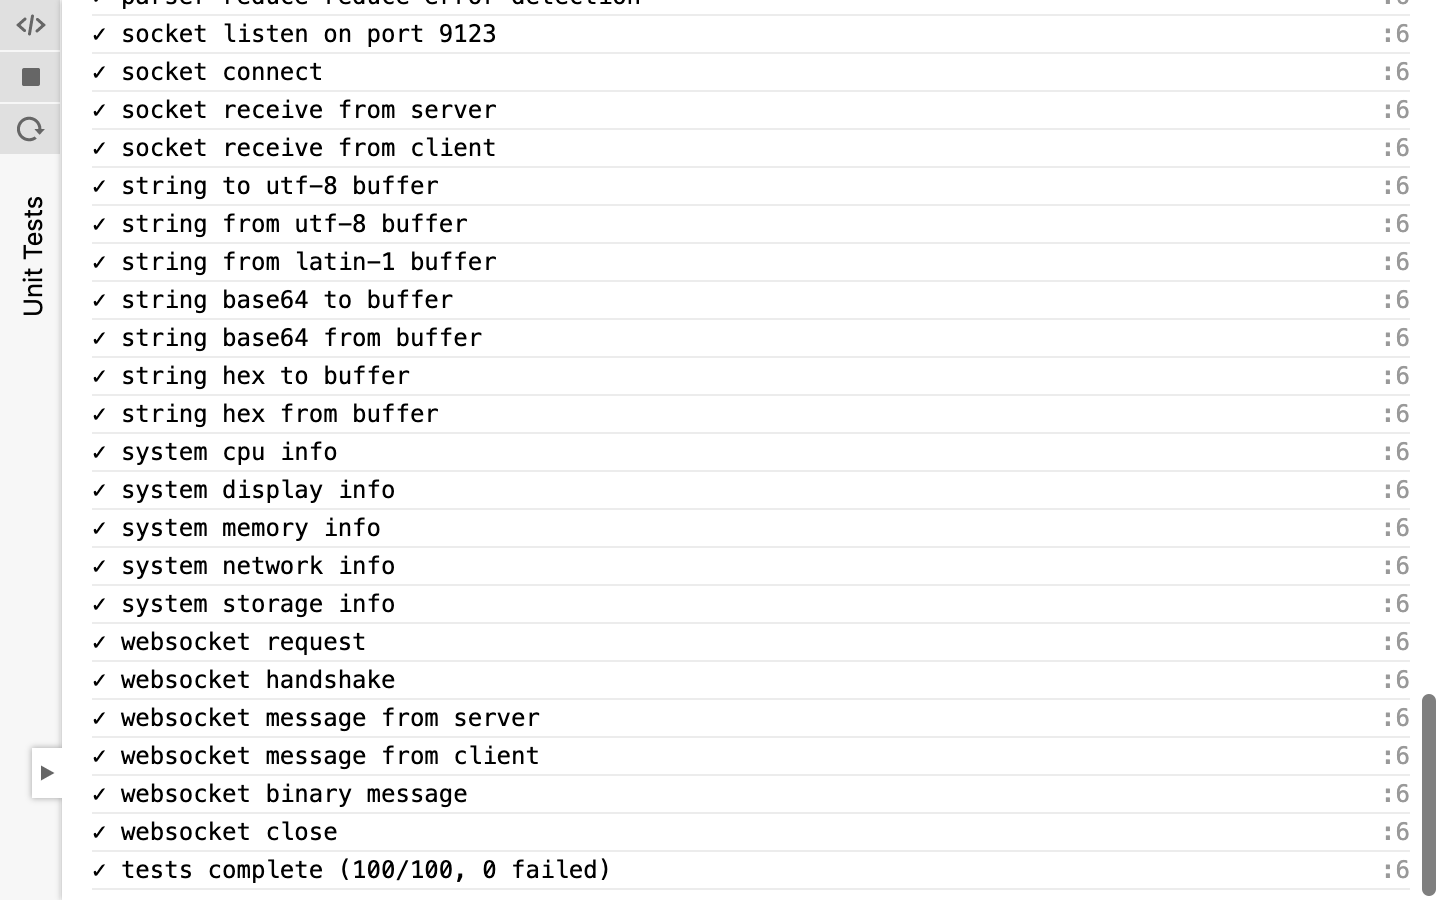 </>
Unit Tests
✓ parser reduce reduce error detection :6
✓ socket listen on port 9123 :6
✓ socket connect :6
✓ socket receive from server :6
✓ socket receive from client :6
✓ string to utf-8 buffer :6
✓ string from utf-8 buffer :6
✓ string from latin-1 buffer :6
✓ string base64 to buffer :6
✓ string base64 from buffer :6
✓ string hex to buffer :6
✓ string hex from buffer :6
✓ system cpu info :6
✓ system display info :6
✓ system memory info :6
✓ system network info :6
✓ system storage info :6
✓ websocket request :6
✓ websocket handshake :6
✓ websocket message from server :6
✓ websocket message from client :6
✓ websocket binary message :6
✓ websocket close :6
✓ tests complete (100/100, 0 failed) :6